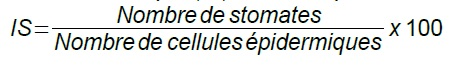 IS = Nombre de stomates / Nombre de cellules épidermiques x 100